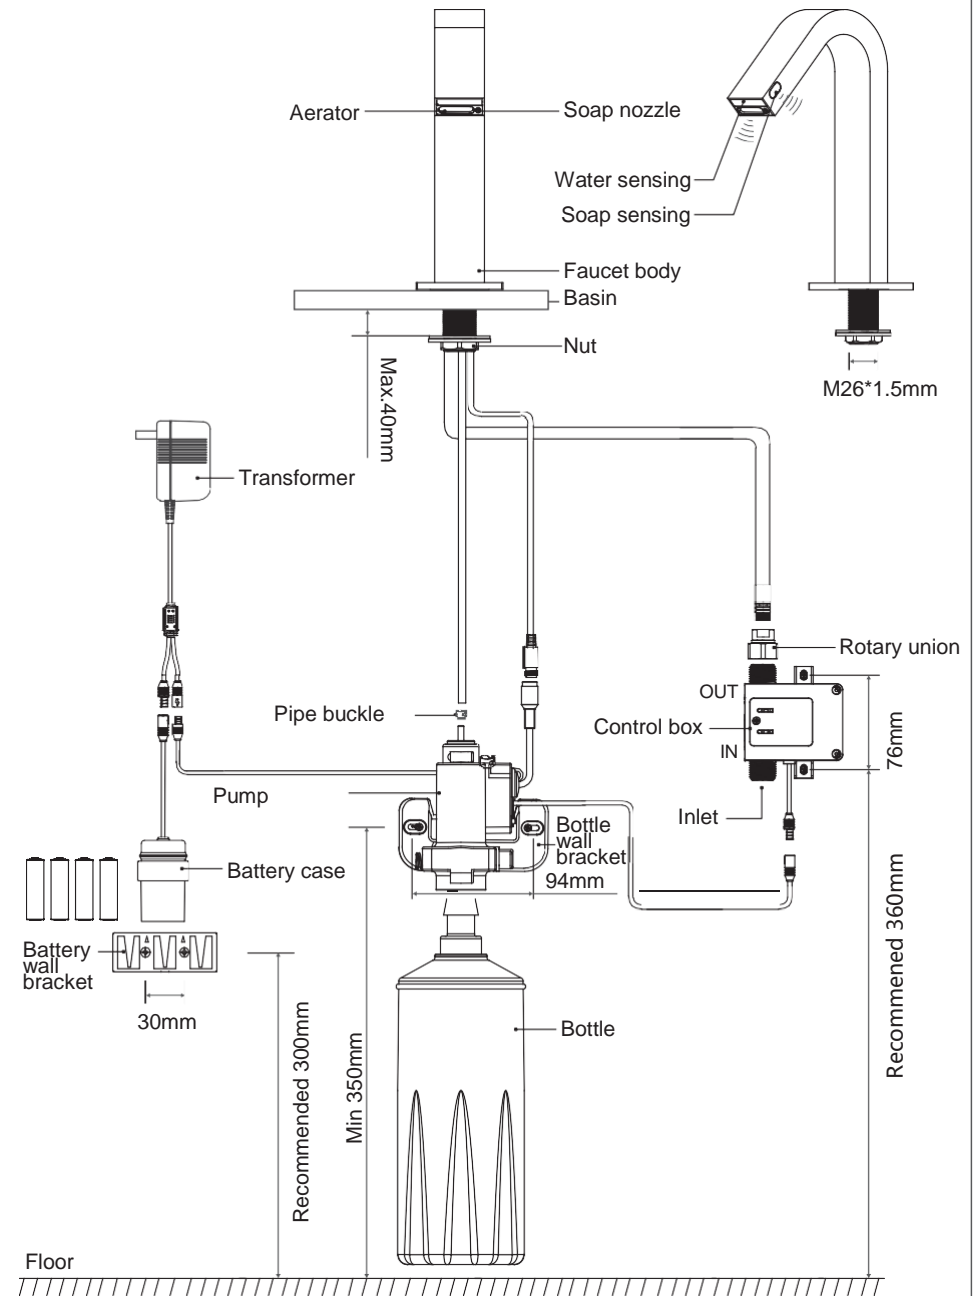 Aerator
Soap nozzle
Water sensing
Soap sensing
Faucet body
Basin
Nut
M26*1.5mm
Max.40mm
Transformer
Rotary union
OUT
Pipe buckle
Control box
76mm
IN
Pump
Inlet
Bottle
wall
bracket
Battery case
94mm
Recommened 360mm
Battery
wall
bracket
30mm
Bottle
Recommended 300mm
Min 350mm
Floor